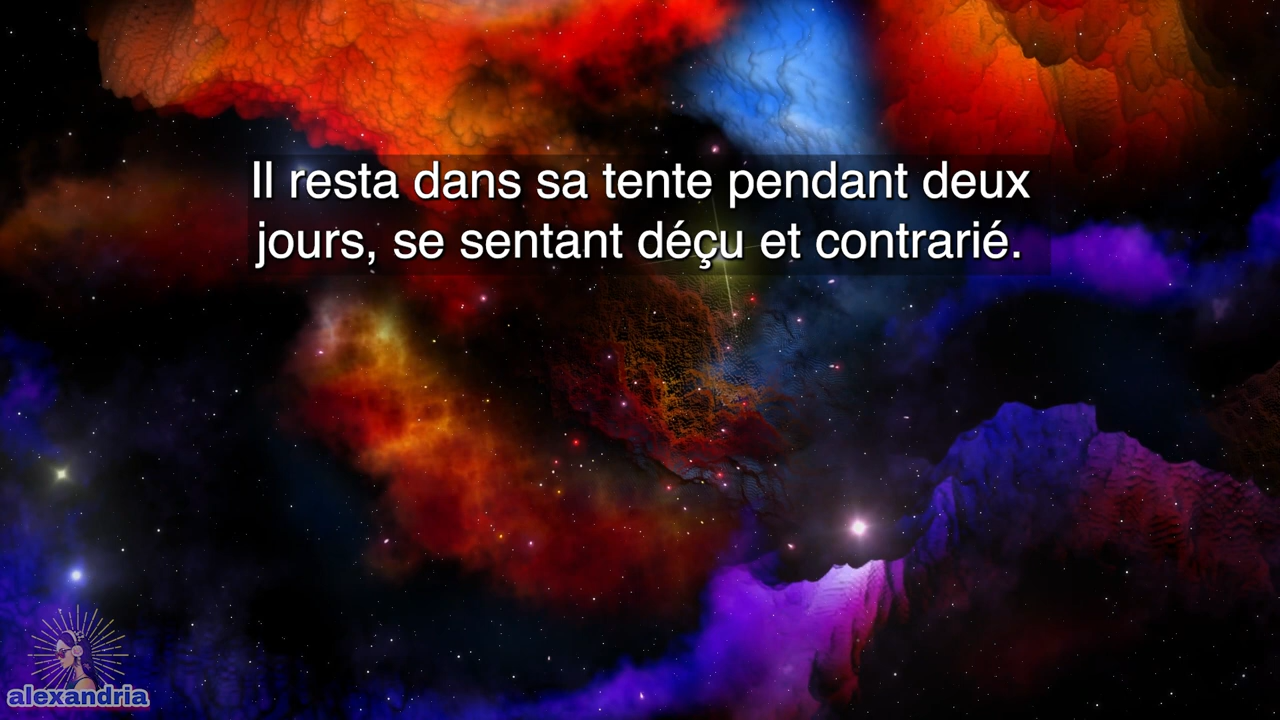 Il resta dans sa tente pendant deux
jours, se sentant déçu et contrarié.
alexandria